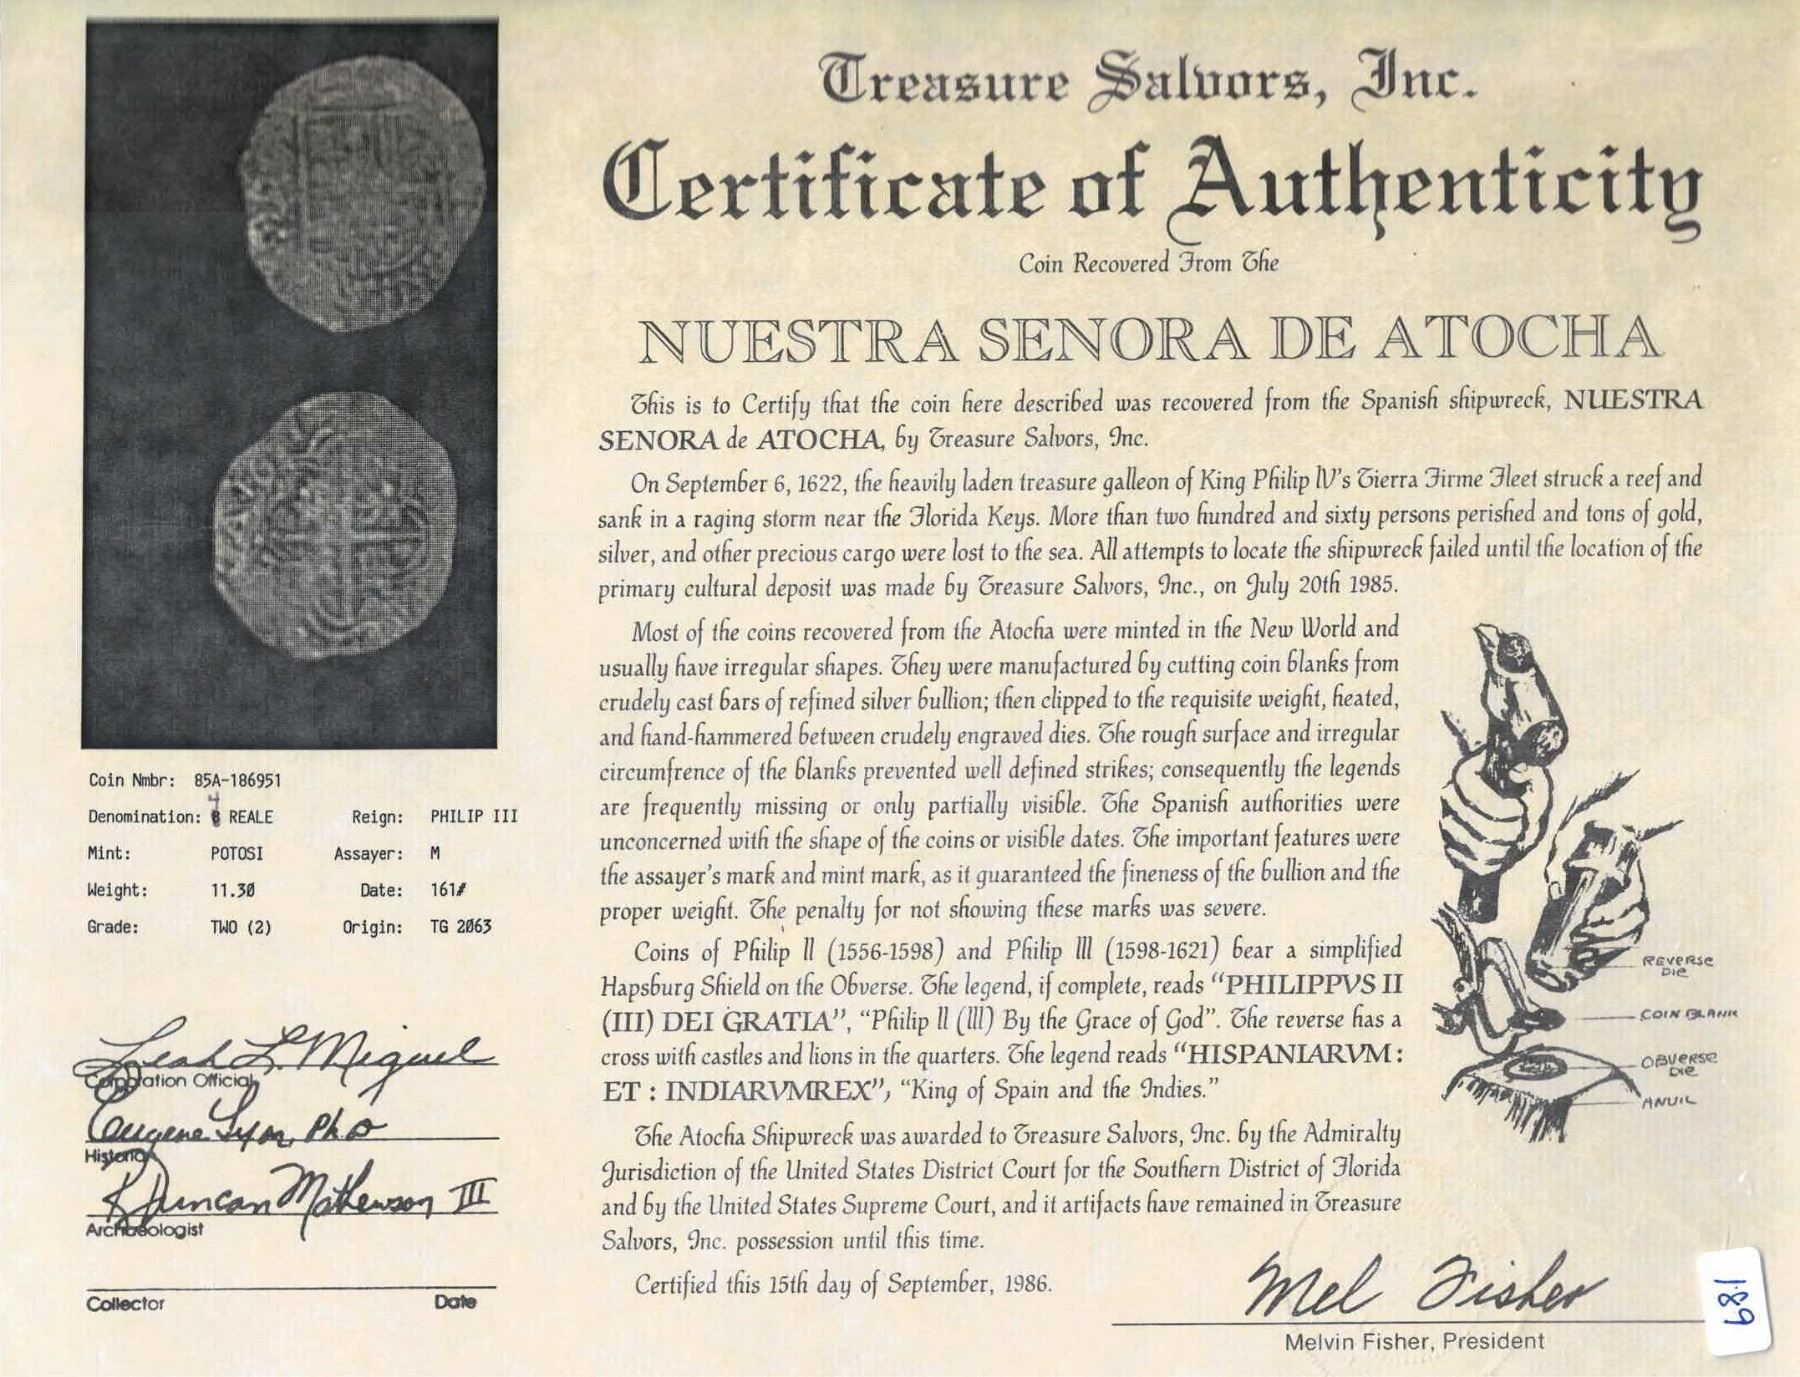 Treasure Salvors, Inc.
Certificate of Authenticity
Coin Recovered From The
NUESTRA SENORA DE ATOCHA
This is to Certify that the coin here described was recovered from the Spanish shipwreck, NUESTRA
SENORA de ATOCHA, by Treasure Salvors, Inc.
On September 6, 1622, the heavily laden treasure galleon of King Philip IV's Tierra Firme Fleet struck a reef and
sank in a raging storm near the Florida Keys. More than two hundred and sixty persons perished and tons of gold,
silver, and other precious cargo were lost to the sea. All attempts to locate the shipwreck failed until the location of the
primary cultural deposit was made by Treasure Salvors, Inc., on July 20th 1985.
Most of the coins recovered from the Atocha were minted in the New World and
usually have irregular shapes. They were manufactured by cutting coin blanks from
crudely cast bars of refined silver bullion; then clipped to the requisite weight, heated,
and hand-hammered between crudely engraved dies. The rough surface and irregular
circumfrence of the blanks prevented well defined strikes; consequently the legends
are frequently missing or only partially visible. The Spanish authorities were
unconcerned with the shape of the coins or visible dates. The important features were
the assayer's mark and mint mark, as it guaranteed the fineness of the bullion and the
proper weight. The penalty for not showing these marks was severe.
Coins of Philip II (1556-1598) and Philip III (1598-1621) bear a simplified
Hapsburg Shield on the Obverse. The legend, if complete, reads "PHILIPPVS II
(III) DEI GRATIA", "Philip II (III) By the Grace of God". The reverse has a
cross with castles and lions in the quarters. The legend reads "HISPANIARVM :
ET : INDIARVMREX", "King of Spain and the Indies."
The Atocha Shipwreck was awarded to Treasure Salvors, Inc. by the Admiralty
Jurisdiction of the United States District Court for the Southern District of Florida
and by the United States Supreme Court, and it artifacts have remained in Treasure
Salvors, Inc. possession until this time.
Certified this 15th day of September, 1986.
Mel Fisher
Melvin Fisher, President
REVERSE
DIE
COIN BLANK
OBVERSE
DIE
ANVIL
Coin Nmbr: 85A-186951
Denomination: 4 REALE Reign: PHILIP III
Mint: POTOSI Assayer: M
Weight: 11.30 Date: 161#
Grade: TWO (2) Origin: TG 2063
Leah L. Miguel
Corporation Official
Eugene Lyon, PhD
Historian
R Duncan Mathewson III
Archaeologist
Collector Date
189